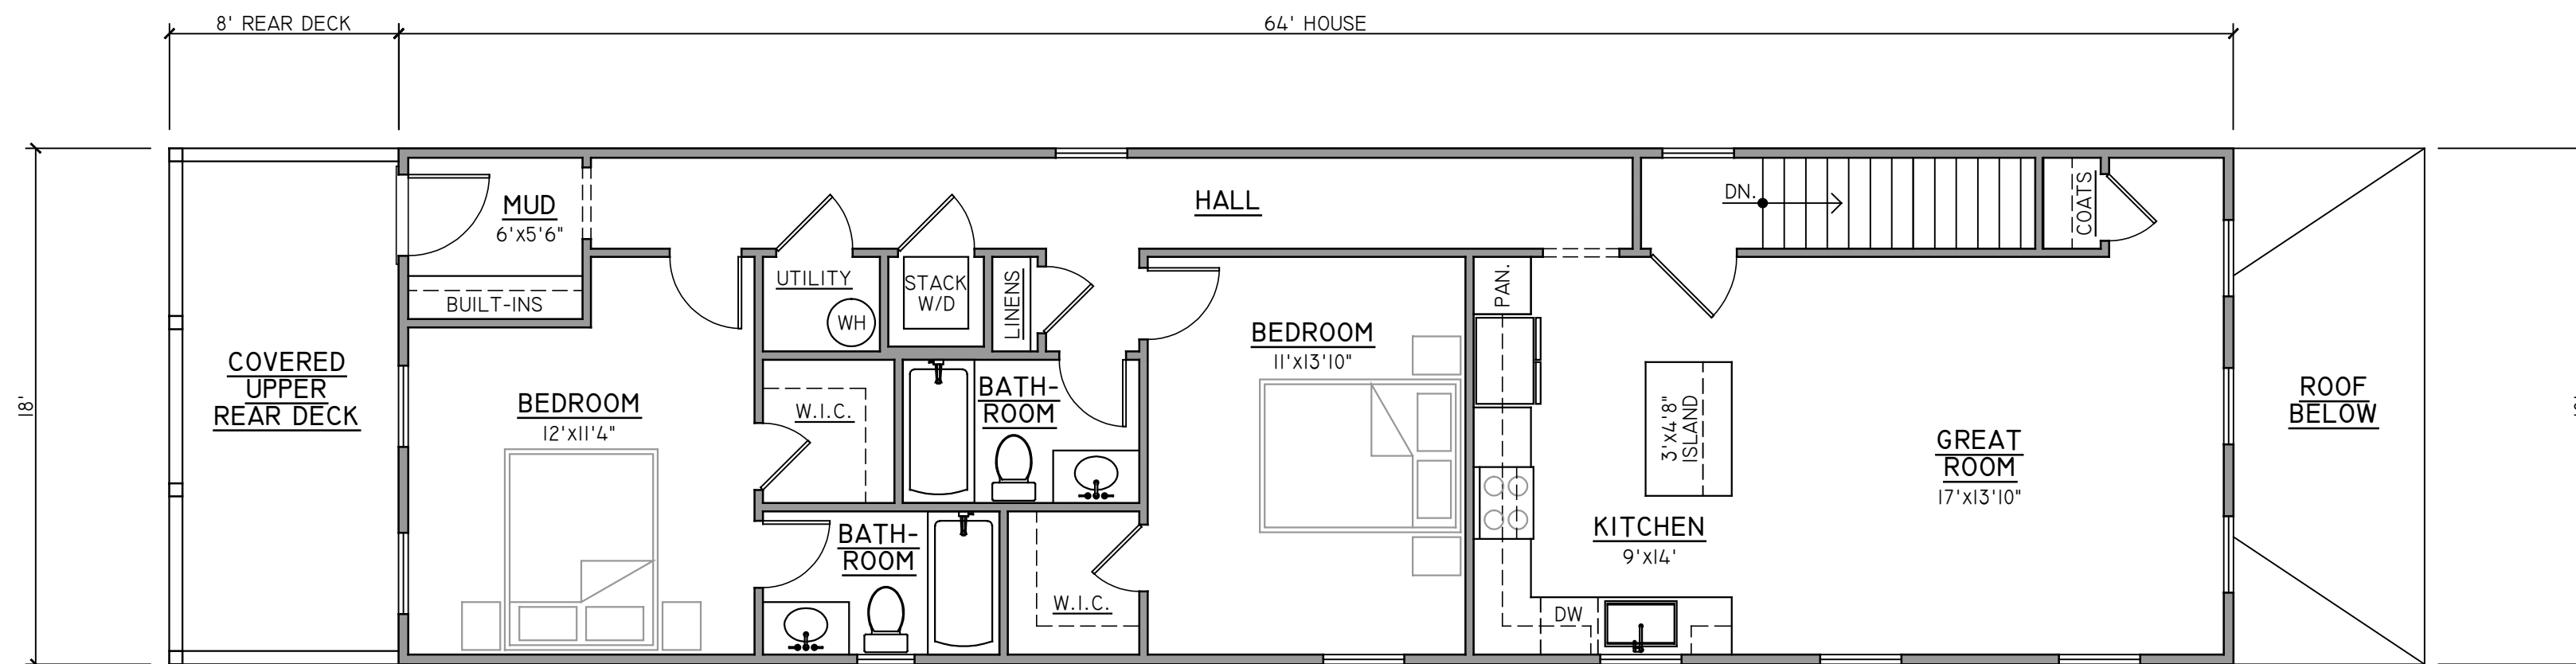 8' REAR DECK
64' HOUSE
18'
MUD
6'x5'6"
BUILT-INS
HALL
DN.
COATS
UTILITY
WH
STACK
W/D
LINENS
PAN.
COVERED
UPPER
REAR DECK
BEDROOM
12'x11'4"
W.I.C.
BATH-
ROOM
BEDROOM
11'x13'10"
3'x4'8"
ISLAND
GREAT
ROOM
17'x13'10"
ROOF
BELOW
BATH-
ROOM
W.I.C.
KITCHEN
9'x14'
DW